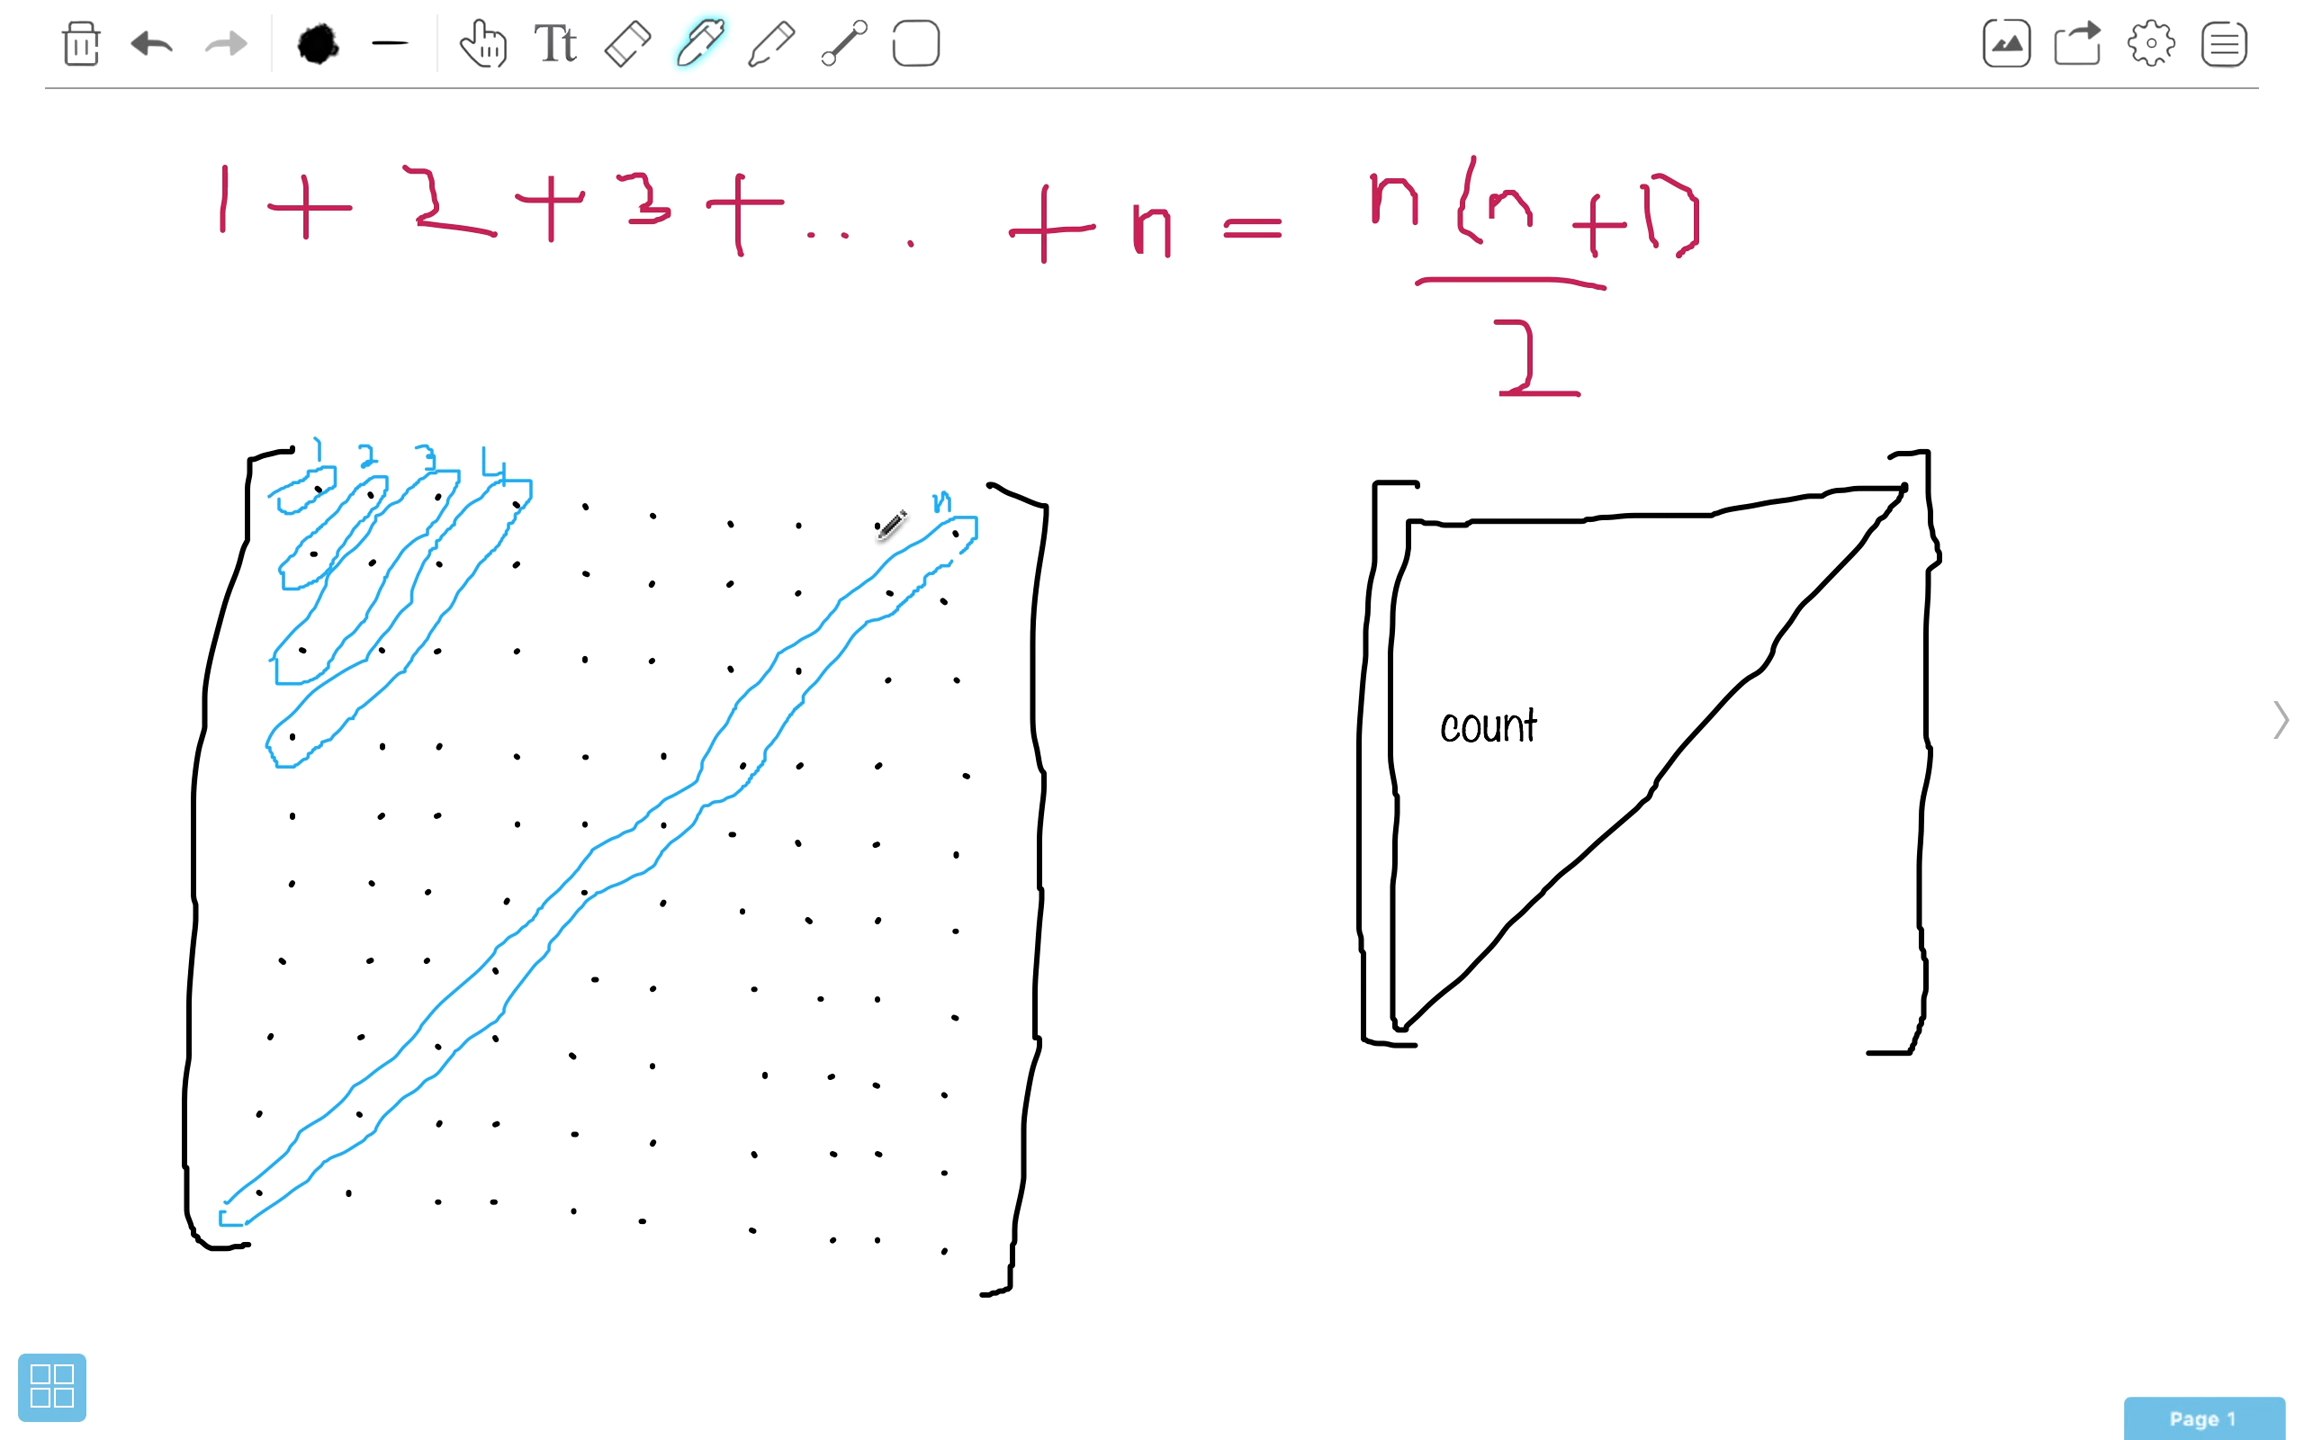 Tt
1 + 2 + 3 + . . . + n = n(n+1)
2
1 2 3 4
n
count
Page 1